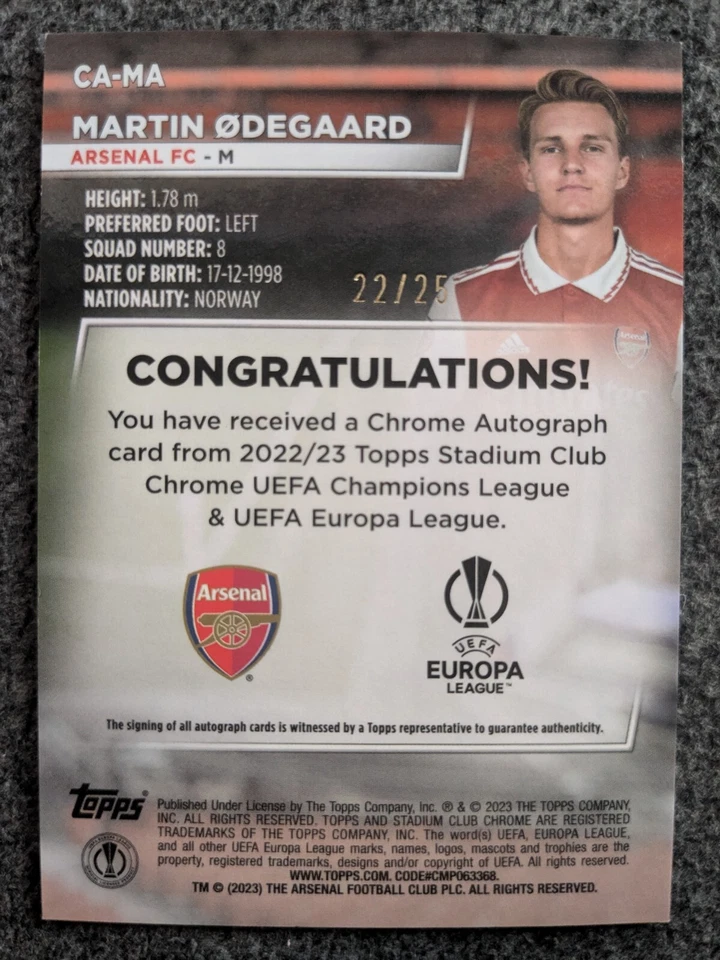 CA-MA
MARTIN ØDEGAARD
ARSENAL FC - M
HEIGHT: 1.78 m
PREFERRED FOOT: LEFT
SQUAD NUMBER: 8
DATE OF BIRTH: 17-12-1998
NATIONALITY: NORWAY
22/25
Arsenal
CONGRATULATIONS!
You have received a Chrome Autograph
card from 2022/23 Topps Stadium Club
Chrome UEFA Champions League
& UEFA Europa League.
Arsenal
®
UEFA
EUROPA
LEAGUE™
The signing of all autograph cards is witnessed by a Topps representative to guarantee authenticity.
topps®
Published Under License by The Topps Company, Inc. ® & © 2023 THE TOPPS COMPANY,
INC. ALL RIGHTS RESERVED. TOPPS AND STADIUM CLUB CHROME ARE REGISTERED
TRADEMARKS OF THE TOPPS COMPANY, INC. The word(s) UEFA, EUROPA LEAGUE,
and all other UEFA Europa League marks, names, logos, mascots and trophies are the
property, registered trademarks, designs and/or copyright of UEFA. All rights reserved.
WWW.TOPPS.COM. CODE#CMP063368.
TM © (2023) THE ARSENAL FOOTBALL CLUB PLC. ALL RIGHTS RESERVED.